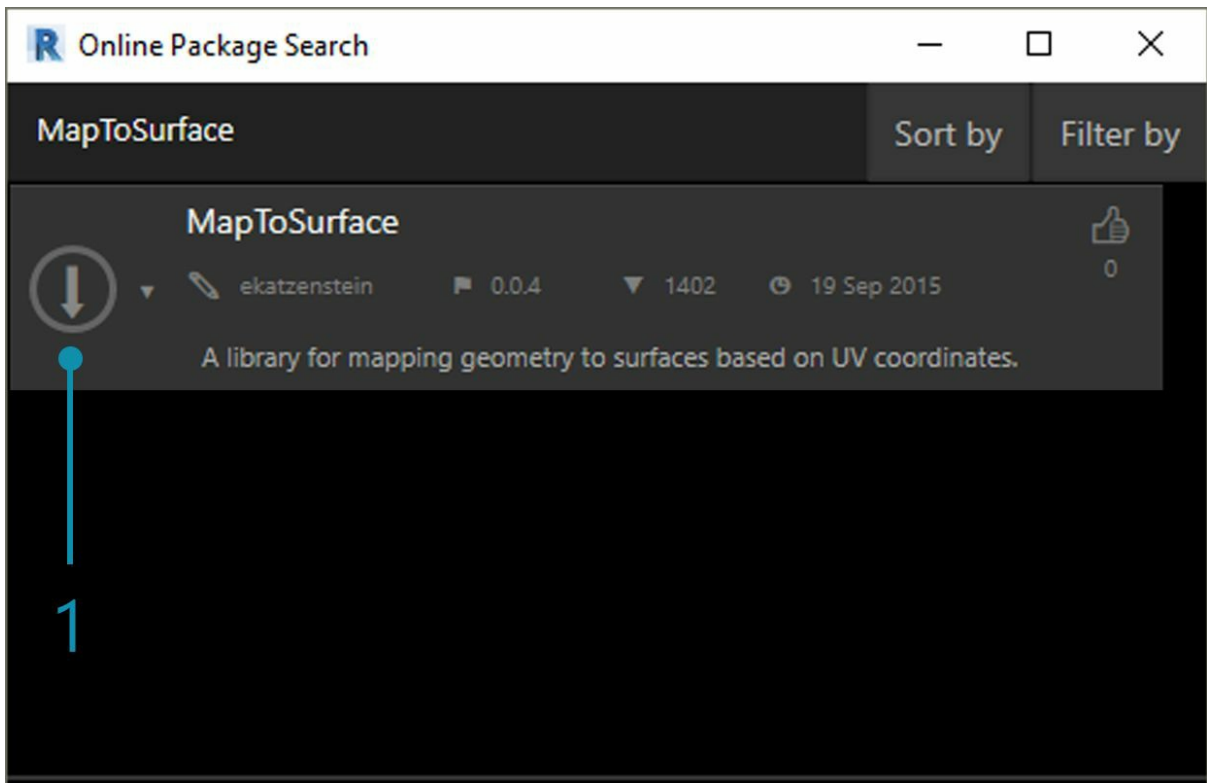 Online Package Search
MapToSurface Sort by Filter by
MapToSurface
ekatzenstein 0.0.4 1402 19 Sep 2015 0
A library for mapping geometry to surfaces based on UV coordinates.
1